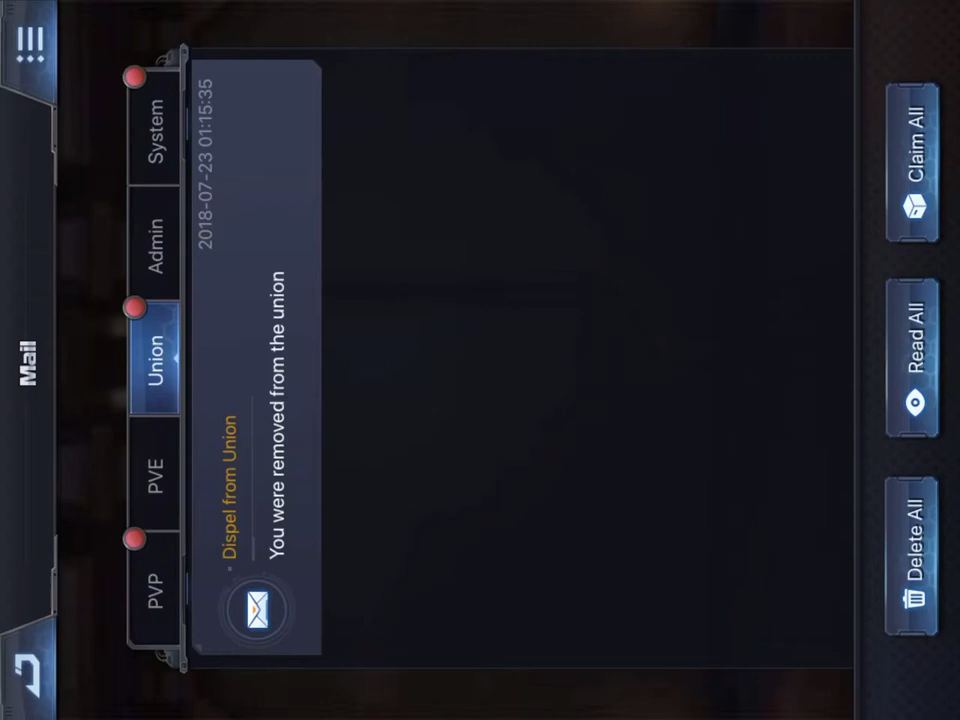 Mail
PVP
PVE
Union
Admin
System
Dispel from Union
2018-07-23 01:15:35
You were removed from the union
Delete All
Read All
Claim All